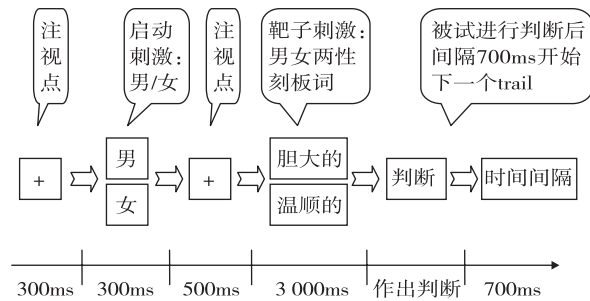 注
视
点
启动
刺激：
男/女
注
视
点
靶子刺激：
男女两性
刻板词
被试进行判断后
间隔700ms开始
下一个trail
+
男
女
+
胆大的
温顺的
判断
时间间隔
300ms
300ms
500ms
3 000ms
作出判断
700ms